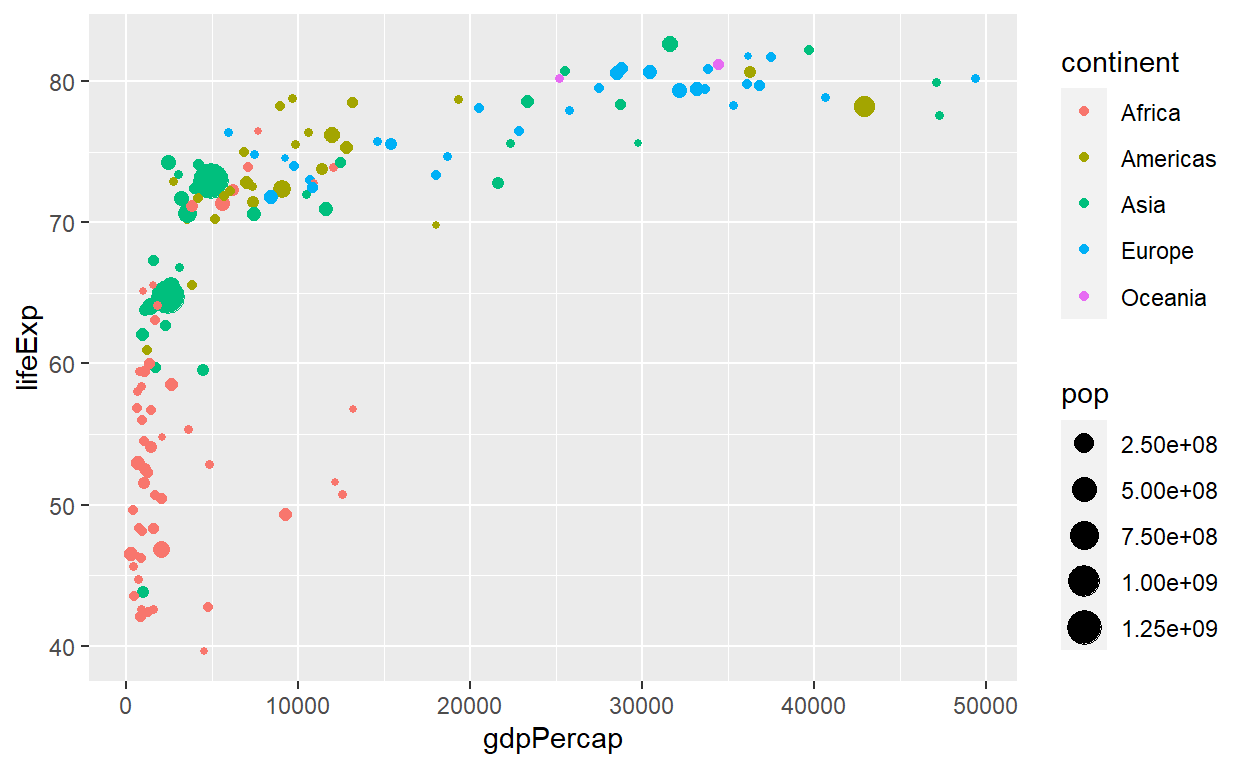 80
70
60
50
40
lifeExp
0 10000 20000 30000 40000 50000
gdpPercap
continent
Africa
Americas
Asia
Europe
Oceania
pop
2.50e+08
5.00e+08
7.50e+08
1.00e+09
1.25e+09